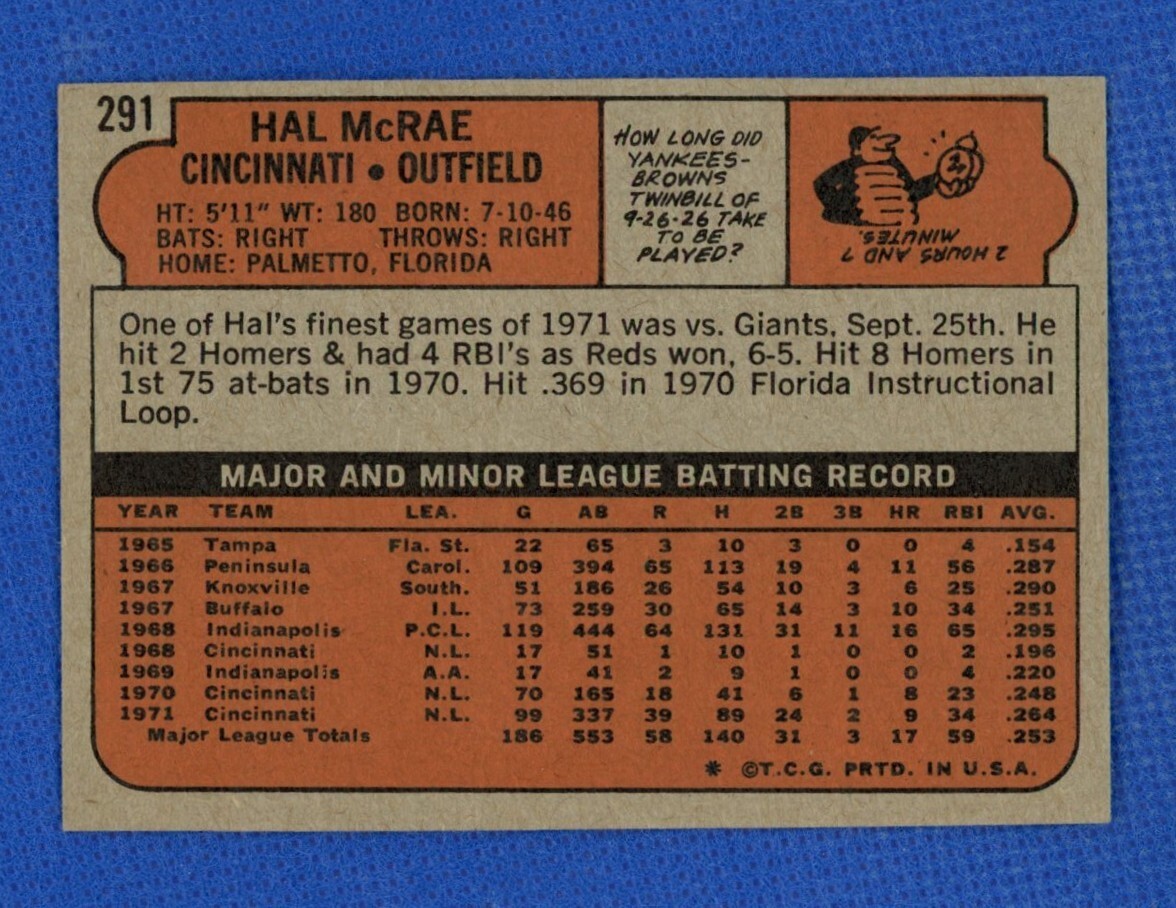 291
HAL McRAE
CINCINNATI • OUTFIELD
HT: 5'11" WT: 180 BORN: 7-10-46
BATS: RIGHT THROWS: RIGHT
HOME: PALMETTO, FLORIDA
HOW LONG DID
YANKEES-
BROWNS
TWINBILL OF
9-26-26 TAKE
TO BE
PLAYED?
2 HOURS AND 7
MINUTES.
One of Hal's finest games of 1971 was vs. Giants, Sept. 25th. He
hit 2 Homers & had 4 RBI's as Reds won, 6-5. Hit 8 Homers in
1st 75 at-bats in 1970. Hit .369 in 1970 Florida Instructional
Loop.
MAJOR AND MINOR LEAGUE BATTING RECORD
YEAR TEAM LEA. G AB R H 2B 3B HR RBI AVG.
1965 Tampa Fla. St. 22 65 3 10 3 0 0 4 .154
1966 Peninsula Carol. 109 394 65 113 19 4 11 56 .287
1967 Knoxville South. 51 186 26 54 10 3 6 25 .290
1967 Buffalo I.L. 73 259 30 65 14 3 10 34 .251
1968 Indianapolis P.C.L. 119 444 64 131 31 11 16 65 .295
1968 Cincinnati N.L. 17 51 1 10 1 0 0 2 .196
1969 Indianapolis A.A. 17 41 2 9 1 0 0 4 .220
1970 Cincinnati N.L. 70 165 18 41 6 1 8 23 .248
1971 Cincinnati N.L. 99 337 39 89 24 2 9 34 .264
Major League Totals 186 553 58 140 31 3 17 59 .253
* ©T.C.G. PRTD. IN U.S.A.